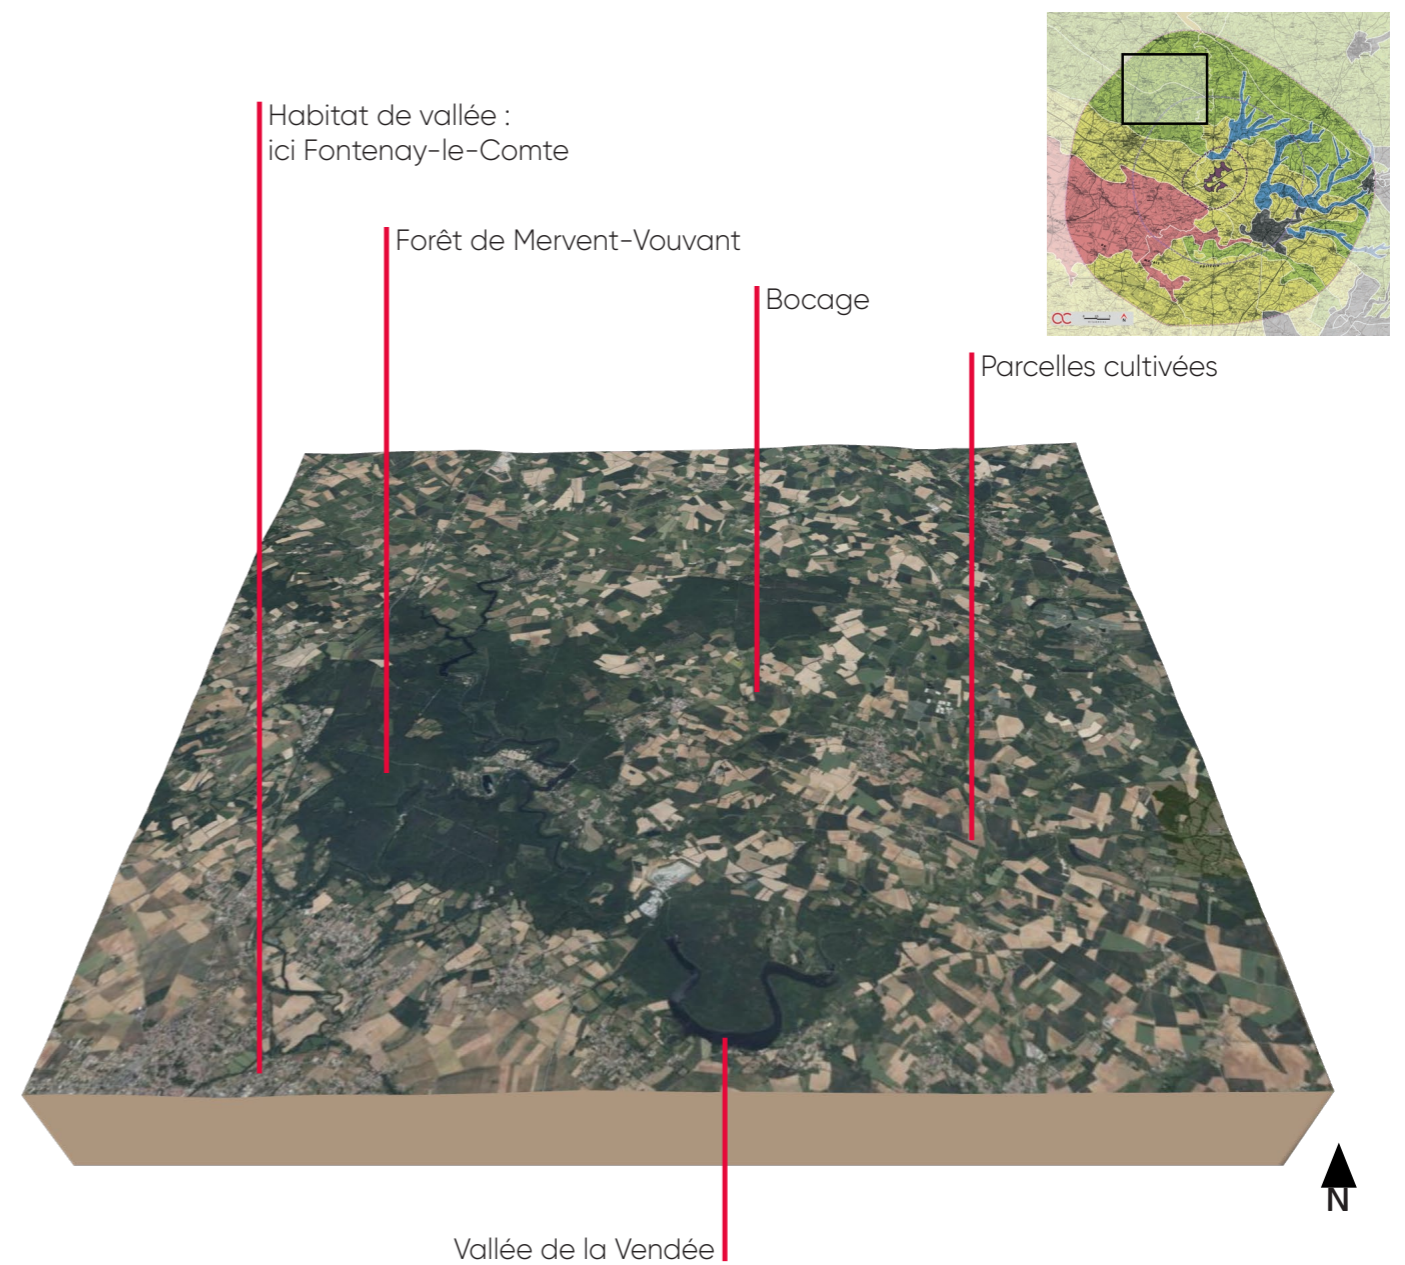 Habitat de vallée :
ici Fontenay-le-Comte
Forêt de Mervent-Vouvant
Bocage
Parcelles cultivées
Vallée de la Vendée
N